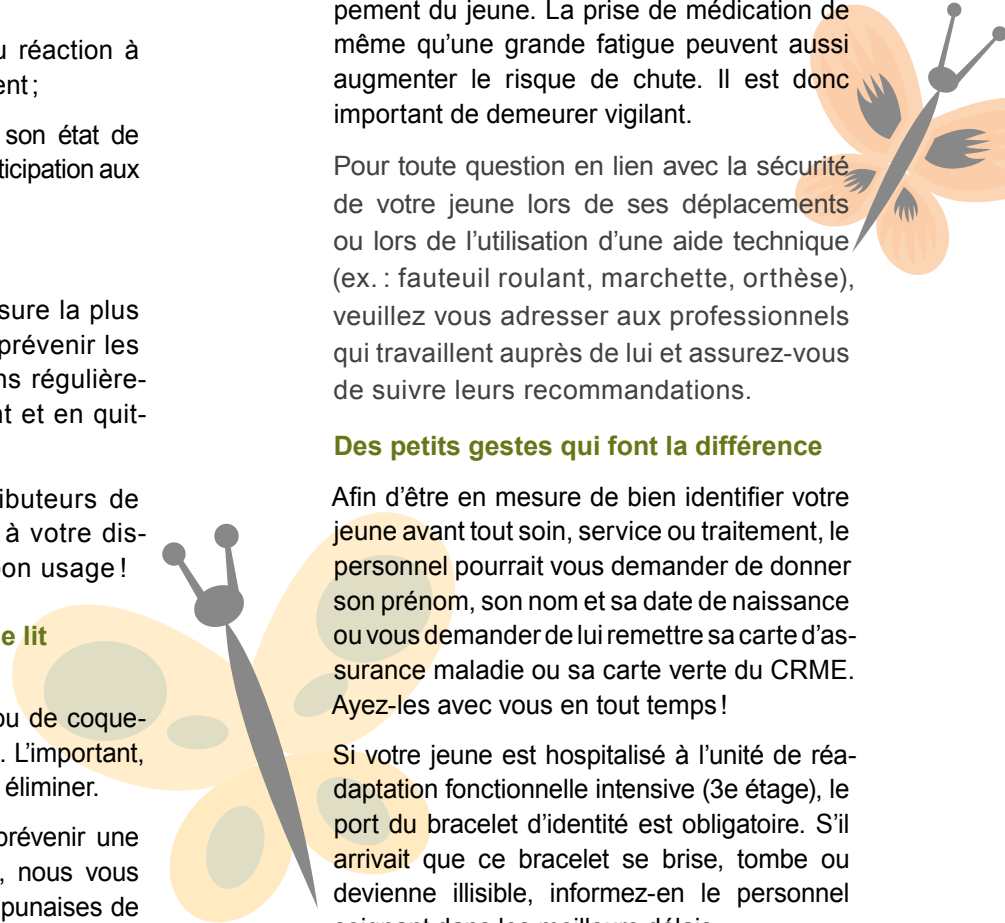 u réaction à
ent ;
son état de
ticipation aux
sure la plus
prévenir les
ns régulière-
nt et en quit-
ibuteurs de
à votre dis-
on usage !
e lit
ou de coque-
. L’important,
éliminer.
prévenir une
, nous vous
punaises de
pement du jeune. La prise de médication de
même qu’une grande fatigue peuvent aussi
augmenter le risque de chute. Il est donc
important de demeurer vigilant.
Pour toute question en lien avec la sécurité
de votre jeune lors de ses déplacements
ou lors de l’utilisation d’une aide technique
(ex. : fauteuil roulant, marchette, orthèse),
veuillez vous adresser aux professionnels
qui travaillent auprès de lui et assurez-vous
de suivre leurs recommandations.
Des petits gestes qui font la différence
Afin d’être en mesure de bien identifier votre
jeune avant tout soin, service ou traitement, le
personnel pourrait vous demander de donner
son prénom, son nom et sa date de naissance
ou vous demander de lui remettre sa carte d’as-
surance maladie ou sa carte verte du CRME.
Ayez-les avec vous en tout temps !
Si votre jeune est hospitalisé à l’unité de réa-
daptation fonctionnelle intensive (3e étage), le
port du bracelet d’identité est obligatoire. S’il
arrivait que ce bracelet se brise, tombe ou
devienne illisible, informez-en le personnel
soignant dans les meilleurs délais